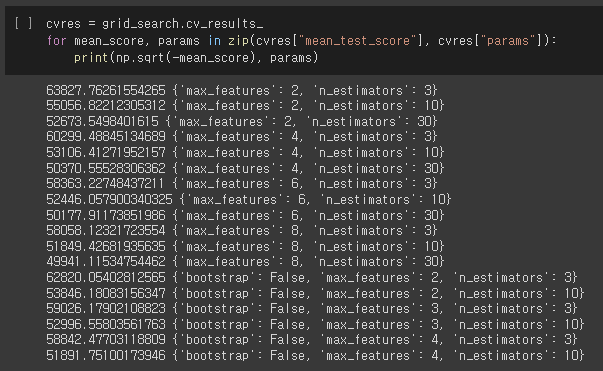 [ ] cvres = grid_search.cv_results_
for mean_score, params in zip(cvres["mean_test_score"], cvres["params"]):
print(np.sqrt(-mean_score), params)
63827.76261554265 {'max_features': 2, 'n_estimators': 3}
55056.82212305312 {'max_features': 2, 'n_estimators': 10}
52673.5498401615 {'max_features': 2, 'n_estimators': 30}
60299.48845134689 {'max_features': 4, 'n_estimators': 3}
53106.41271952157 {'max_features': 4, 'n_estimators': 10}
50370.55528306362 {'max_features': 4, 'n_estimators': 30}
58363.22748437211 {'max_features': 6, 'n_estimators': 3}
52446.057900340325 {'max_features': 6, 'n_estimators': 10}
50177.91173851986 {'max_features': 6, 'n_estimators': 30}
58058.12321723554 {'max_features': 8, 'n_estimators': 3}
51849.42681935635 {'max_features': 8, 'n_estimators': 10}
49941.11534754462 {'max_features': 8, 'n_estimators': 30}
62820.05402812565 {'bootstrap': False, 'max_features': 2, 'n_estimators': 3}
53846.18083156347 {'bootstrap': False, 'max_features': 2, 'n_estimators': 10}
59026.17902108823 {'bootstrap': False, 'max_features': 3, 'n_estimators': 3}
52996.55803561763 {'bootstrap': False, 'max_features': 3, 'n_estimators': 10}
58842.47703118809 {'bootstrap': False, 'max_features': 4, 'n_estimators': 3}
51891.75100173946 {'bootstrap': False, 'max_features': 4, 'n_estimators': 10}